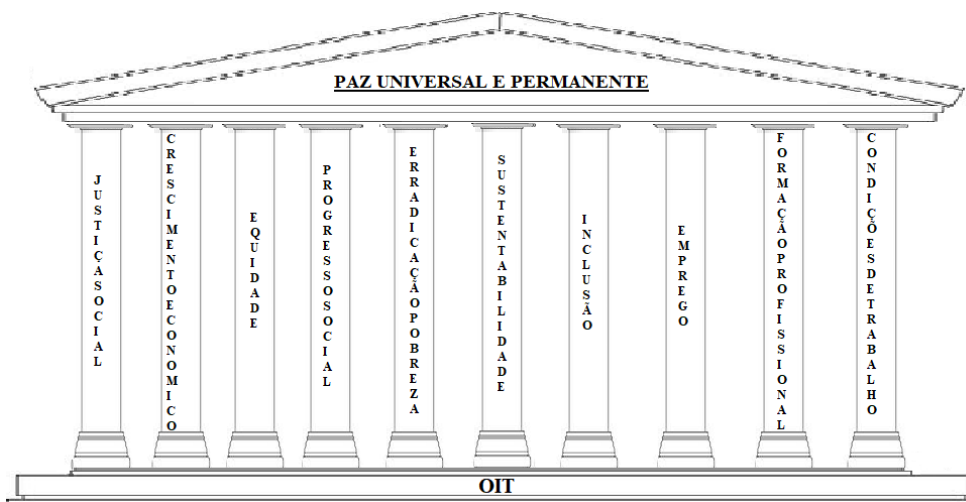 PAZ UNIVERSAL E PERMANENTE
JUSTIÇASOCIAL
CRESCIMENTOECONOMICO
EQUIDADE
PROGRESSOSOCIAL
ERRADICAÇÃOPOBREZA
SUSTENTABILIDADE
INCLUSÃO
EMPREGO
FORMAÇÃOPROFISSIONAL
CONDIÇÕESDETRABALHO
OIT